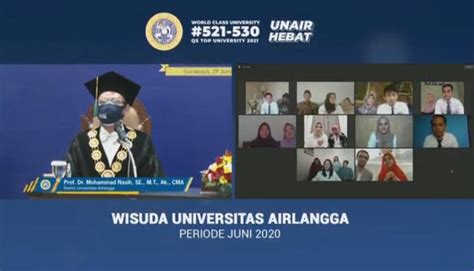 WORLD CLASS UNIVERSITY
#521-530
QS TOP UNIVERSITY 2021
UNAIR
HEBAT
Surabaya, 27 Juni
Prof. Dr. Mohammad Nasih, SE., M.T., Ak., CMA
Rektor Universitas Airlangga
WISUDA UNIVERSITAS AIRLANGGA
PERIODE JUNI 2020